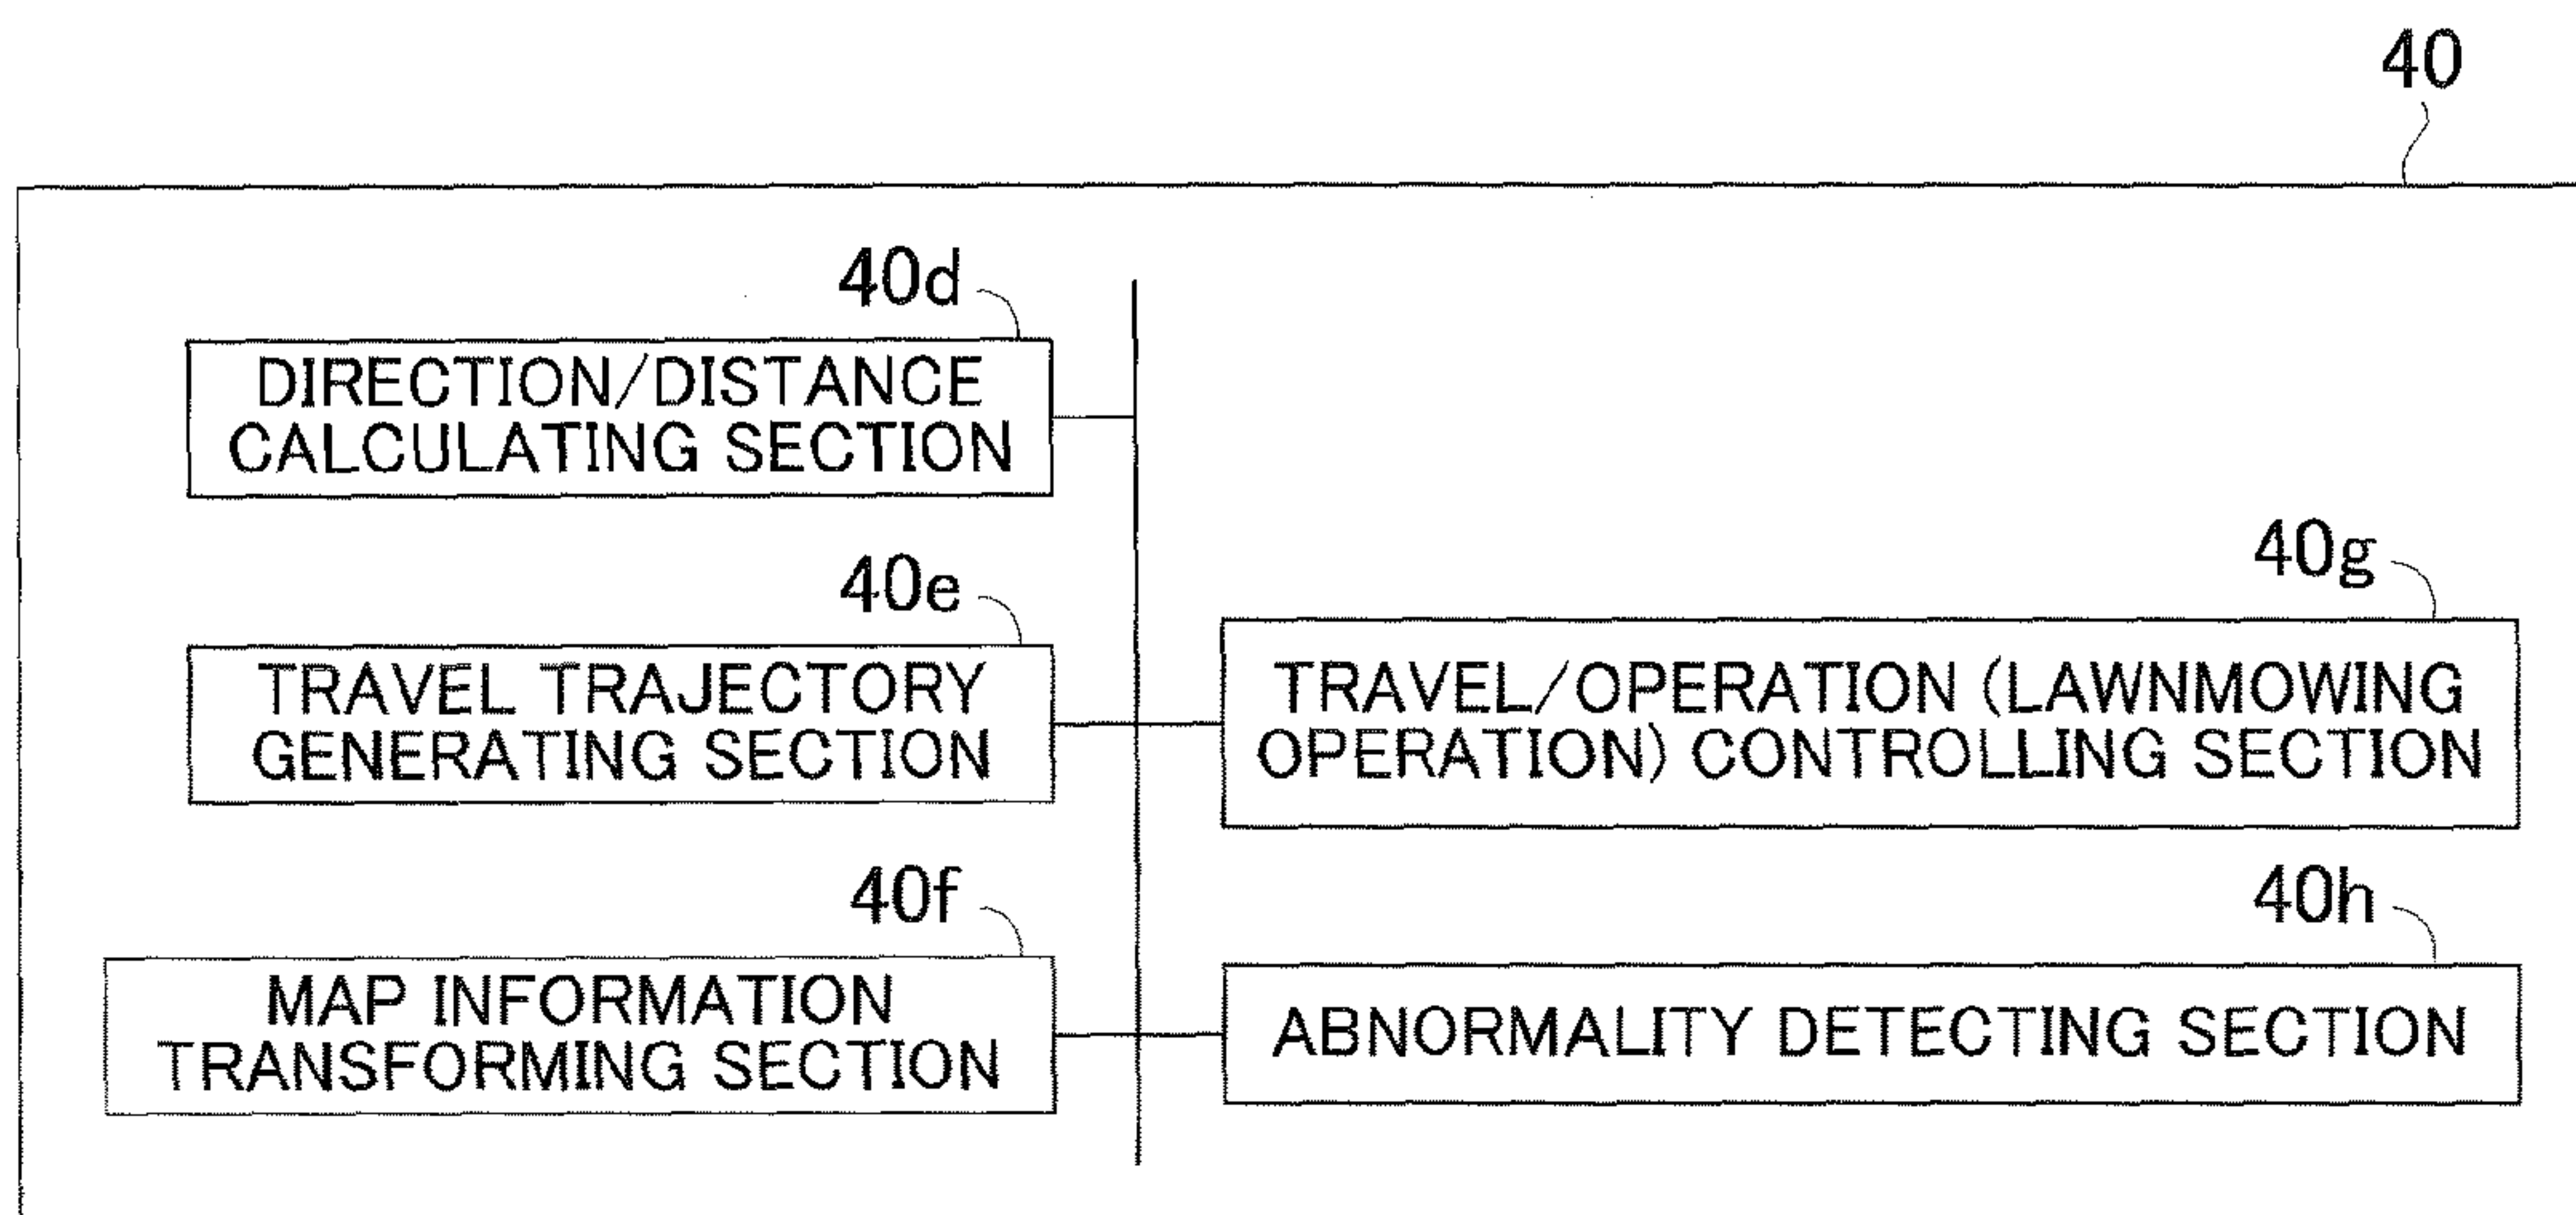 40
40d
DIRECTION/DISTANCE
CALCULATING SECTION
40e
TRAVEL TRAJECTORY
GENERATING SECTION
40f
MAP INFORMATION
TRANSFORMING SECTION
40g
TRAVEL/OPERATION (LAWNMOWING
OPERATION) CONTROLLING SECTION
40h
ABNORMALITY DETECTING SECTION